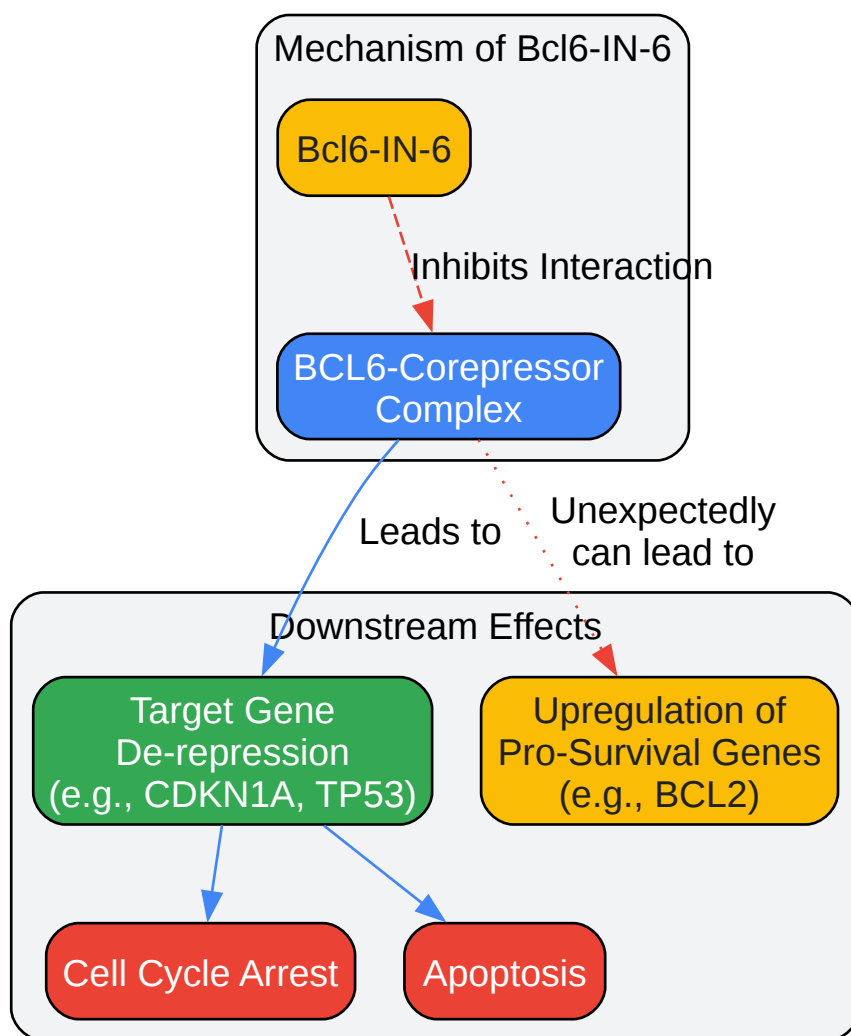 Mechanism of Bcl6-IN-6
Bcl6-IN-6
Inhibits Interaction
BCL6-Corepressor
Complex
Leads to
Unexpectedly
can lead to
Downstream Effects
Target Gene
De-repression
(e.g., CDKN1A, TP53)
Upregulation of
Pro-Survival Genes
(e.g., BCL2)
Cell Cycle Arrest
Apoptosis